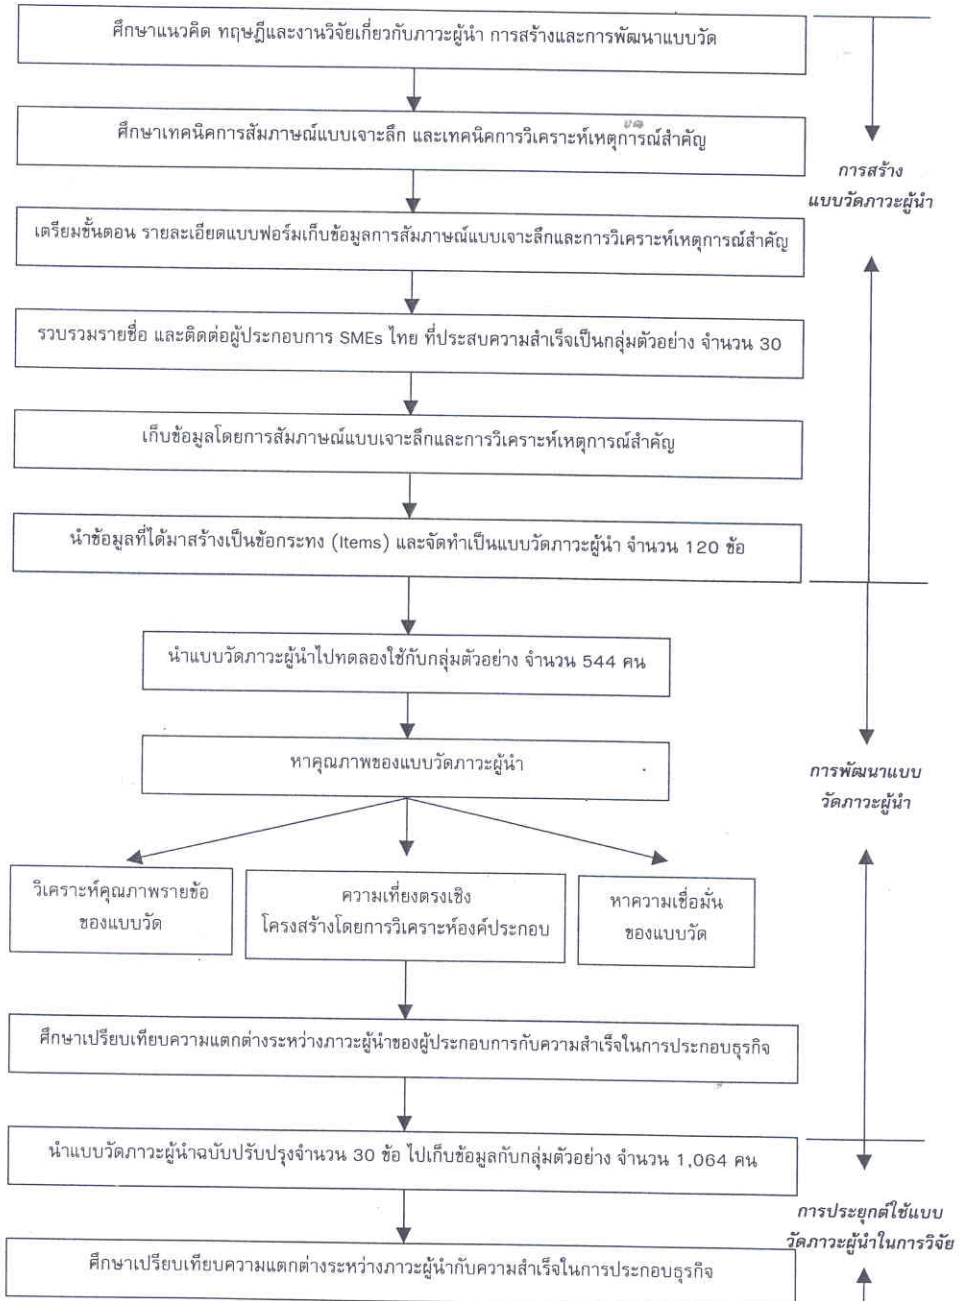 ศึกษาแนวคิด ทฤษฎีและงานวิจัยเกี่ยวกับภาวะผู้นำ การสร้างและการพัฒนาแบบวัด
ศึกษาเทคนิคการสัมภาษณ์แบบเจาะลึก และเทคนิคการวิเคราะห์เหตุการณ์สำคัญ
การสร้าง
แบบวัดภาวะผู้นำ
เตรียมขั้นตอน รายละเอียดแบบฟอร์มเก็บข้อมูลการสัมภาษณ์แบบเจาะลึกและการวิเคราะห์เหตุการณ์สำคัญ
รวบรวมรายชื่อ และติดต่อผู้ประกอบการ SMEs ไทย ที่ประสบความสำเร็จเป็นกลุ่มตัวอย่าง จำนวน 30
เก็บข้อมูลโดยการสัมภาษณ์แบบเจาะลึกและการวิเคราะห์เหตุการณ์สำคัญ
นำข้อมูลที่ได้มาสร้างเป็นข้อกระทง (Items) และจัดทำเป็นแบบวัดภาวะผู้นำ จำนวน 120 ข้อ
นำแบบวัดภาวะผู้นำไปทดลองใช้กับกลุ่มตัวอย่าง จำนวน 544 คน
หาคุณภาพของแบบวัดภาวะผู้นำ
การพัฒนาแบบ
วัดภาวะผู้นำ
วิเคราะห์คุณภาพรายข้อ
ของแบบวัด
ความเที่ยงตรงเชิง
โครงสร้างโดยการวิเคราะห์องค์ประกอบ
หาความเชื่อมั่น
ของแบบวัด
ศึกษาเปรียบเทียบความแตกต่างระหว่างภาวะผู้นำของผู้ประกอบการกับความสำเร็จในการประกอบธุรกิจ
นำแบบวัดภาวะผู้นำฉบับปรับปรุงจำนวน 30 ข้อ ไปเก็บข้อมูลกับกลุ่มตัวอย่าง จำนวน 1,064 คน
การประยุกต์ใช้แบบ
วัดภาวะผู้นำในการวิจัย
ศึกษาเปรียบเทียบความแตกต่างระหว่างภาวะผู้นำกับความสำเร็จในการประกอบธุรกิจ